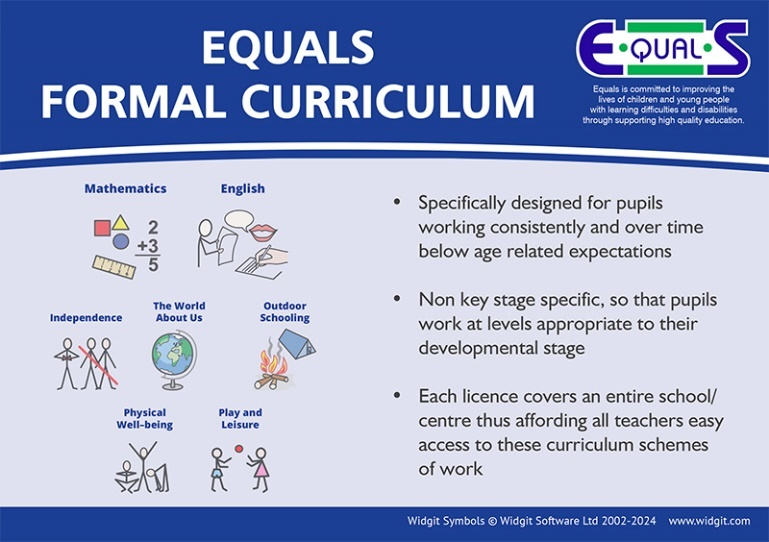 EQUALS
FORMAL CURRICULUM
E·QUAL·S
Equals is committed to improving the
lives of children and young people
with learning difficulties and disabilities
through supporting high quality education.
Mathematics
English
2
+3
5
Independence
The World
About Us
Outdoor
Schooling
Physical
Well-being
Play and
Leisure
• Specifically designed for pupils
working consistently and over time
below age related expectations
• Non key stage specific, so that pupils
work at levels appropriate to their
developmental stage
• Each licence covers an entire school/
centre thus affording all teachers easy
access to these curriculum schemes
of work
Widgit Symbols © Widgit Software Ltd 2002-2024 www.widgit.com